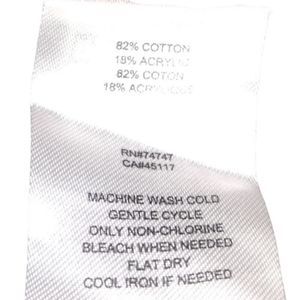 82% COTTON
18% ACRYLIC
82% COTON
18%
RN#74747
CA#45117
MACHINE WASH COLD
GENTLE CYCLE
ONLY NON-CHLORINE
BLEACH WHEN NEEDED
FLAT DRY
COOL IRON IF NEEDED